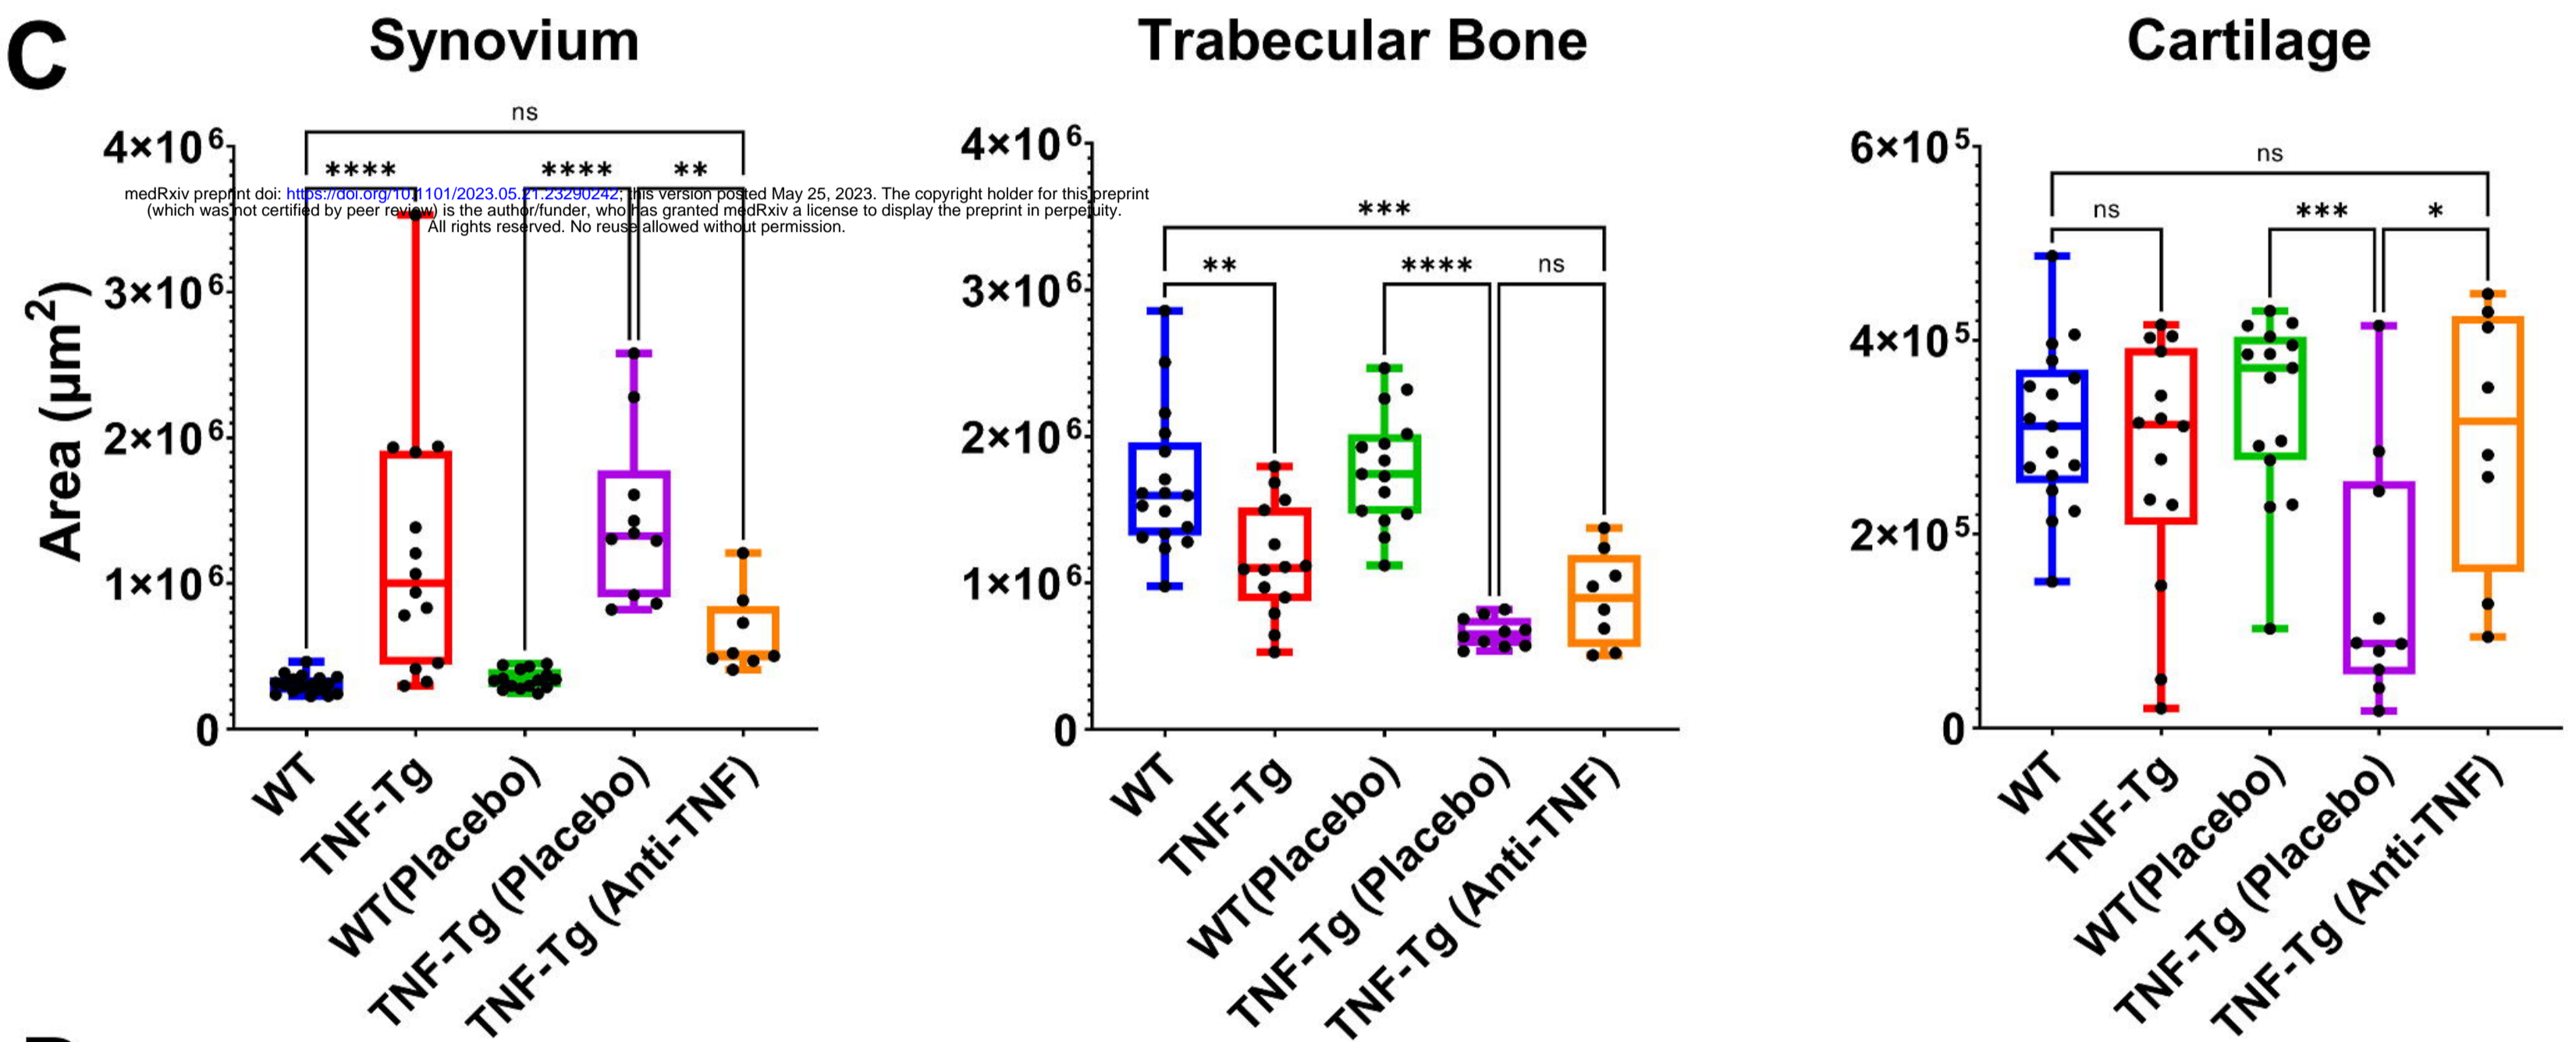 C
Synovium
Trabecular Bone
Cartilage
ns
**** **** **
medRxiv preprint doi: https://doi.org/10.1101/2023.05.21.23290242; this version posted May 25, 2023. The copyright holder for this preprint
(which was not certified by peer review) is the author/funder, who has granted medRxiv a license to display the preprint in perpetuity.
All rights reserved. No reuse allowed without permission.
Area (µm²)
4×10⁶
3×10⁶
2×10⁶
1×10⁶
0
WT
TNF-Tg
WT(Placebo)
TNF-Tg (Placebo)
TNF-Tg (Anti-TNF)
***
** **** ns
4×10⁶
3×10⁶
2×10⁶
1×10⁶
0
WT
TNF-Tg
WT(Placebo)
TNF-Tg (Placebo)
TNF-Tg (Anti-TNF)
ns
ns *** *
6×10⁵
4×10⁵
2×10⁵
0
WT
TNF-Tg
WT(Placebo)
TNF-Tg (Placebo)
TNF-Tg (Anti-TNF)